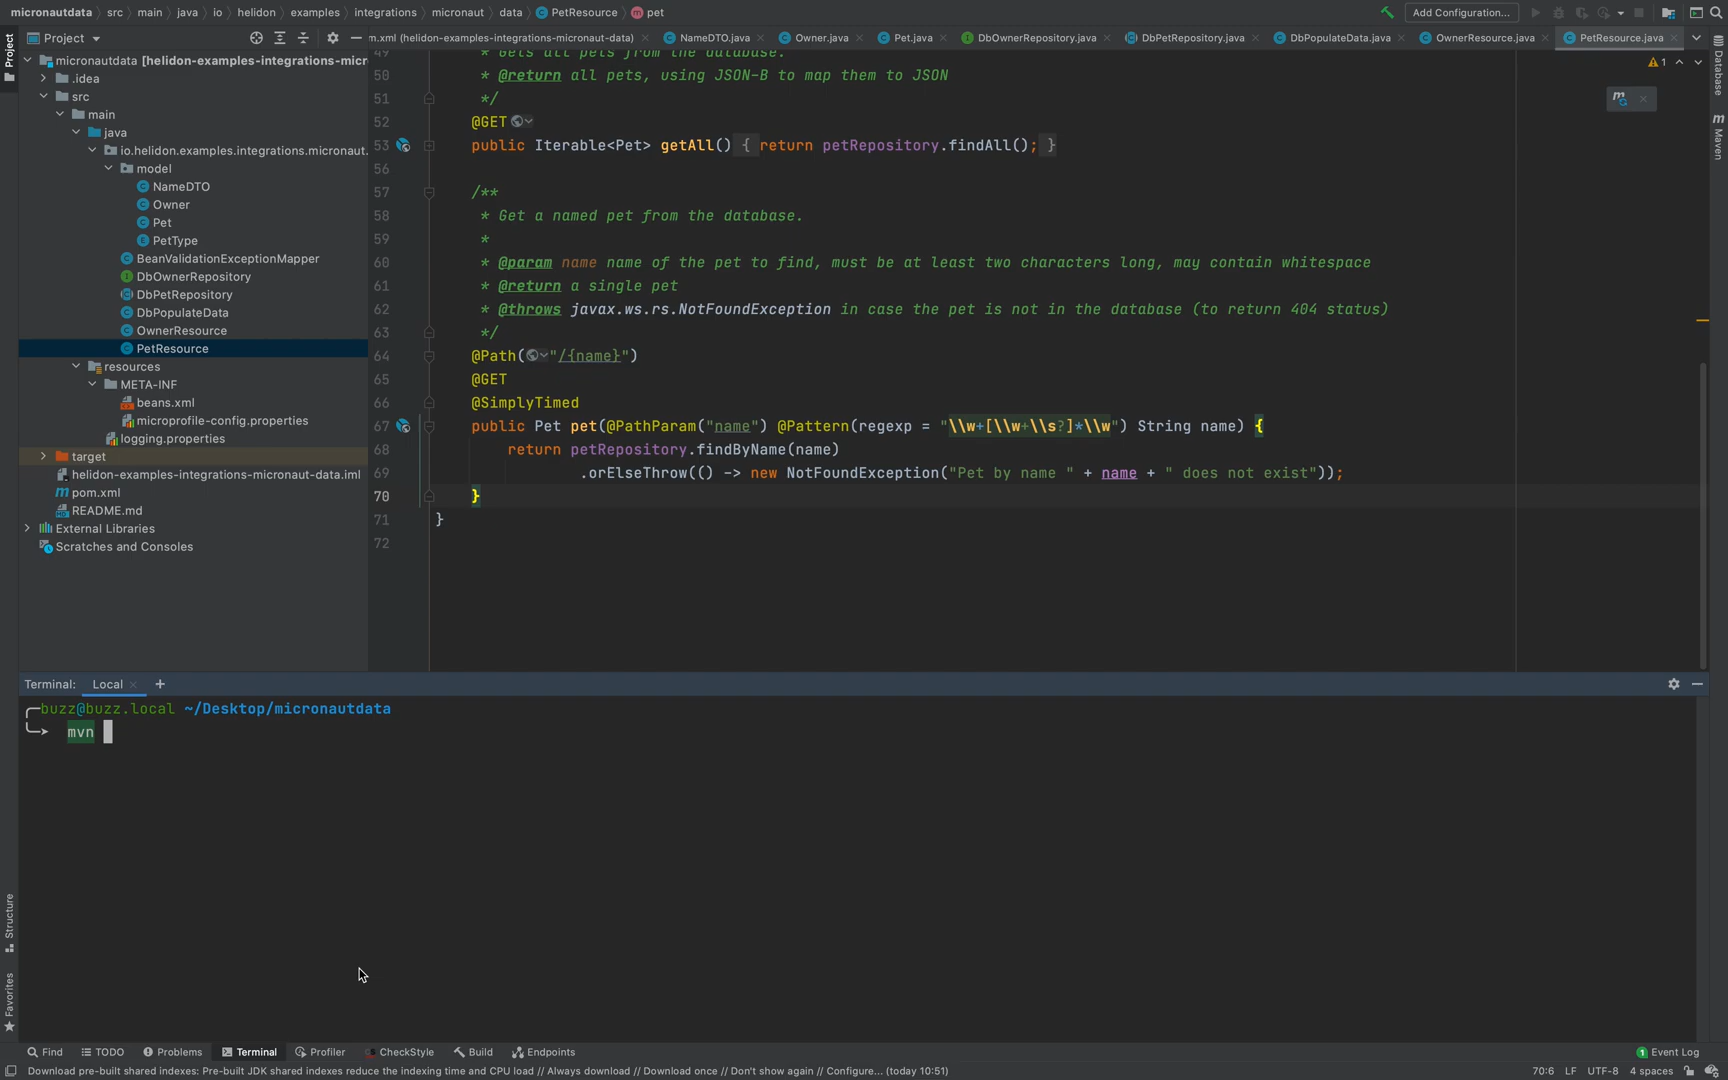 micronautdata src main java io helidon examples integrations micronaut data PetResource pet
Add Configuration...
Project
m.xml (helidon-examples-integrations-micronaut-data) NameDTO.java Owner.java Pet.java DbOwnerRepository.java DbPetRepository.java DbPopulateData.java OwnerResource.java PetResource.java
Project
micronautdata [helidon-examples-integrations-micr
.idea
src
main
java
io.helidon.examples.integrations.micronaut.
model
NameDTO
Owner
Pet
PetType
BeanValidationExceptionMapper
DbOwnerRepository
DbPetRepository
DbPopulateData
OwnerResource
PetResource
resources
META-INF
beans.xml
microprofile-config.properties
logging.properties
target
helidon-examples-integrations-micronaut-data.iml
pom.xml
README.md
External Libraries
Scratches and Consoles
49 * Gets all pets from the database.
50 * @return all pets, using JSON-B to map them to JSON
51 */
52 @GET
53 public Iterable<Pet> getAll() { return petRepository.findAll(); }
56
57 /**
58 * Get a named pet from the database.
59 *
60 * @param name name of the pet to find, must be at least two characters long, may contain whitespace
61 * @return a single pet
62 * @throws javax.ws.rs.NotFoundException in case the pet is not in the database (to return 404 status)
63 */
64 @Path("/{name}")
65 @GET
66 @SimplyTimed
67 public Pet pet(@PathParam("name") @Pattern(regexp = "\\w+[\\w+\\s?]*\\w") String name) {
68 return petRepository.findByName(name)
69 .orElseThrow(() -> new NotFoundException("Pet by name " + name + " does not exist"));
70 }
71 }
72
1
Database
Maven
Terminal: Local
buzz@buzz.local ~/Desktop/micronautdata
mvn
Structure
Favorites
Find TODO Problems Terminal Profiler CheckStyle Build Endpoints
1 Event Log
Download pre-built shared indexes: Pre-built JDK shared indexes reduce the indexing time and CPU load // Always download // Download once // Don't show again // Configure... (today 10:51)
70:6 LF UTF-8 4 spaces